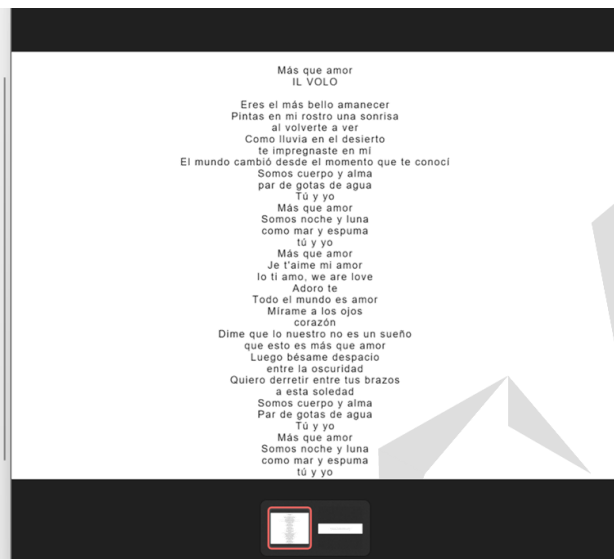 Más que amor
IL VOLO
Eres el más bello amanecer
Pintas en mi rostro una sonrisa
al volverte a ver
Como lluvia en el desierto
te impregnaste en mí
El mundo cambió desde el momento que te conocí
Somos cuerpo y alma
par de gotas de agua
Tú y yo
Más que amor
Somos noche y luna
como mar y espuma
tú y yo
Más que amor
Je t'aime mi amor
Io ti amo, we are love
Adoro te
Todo el mundo es amor
Mírame a los ojos
corazón
Dime que lo nuestro no es un sueño
que esto es más que amor
Luego bésame despacio
entre la oscuridad
Quiero derretir entre tus brazos
a esta soledad
Somos cuerpo y alma
Par de gotas de agua
Tú y yo
Más que amor
Somos noche y luna
como mar y espuma
tú y yo